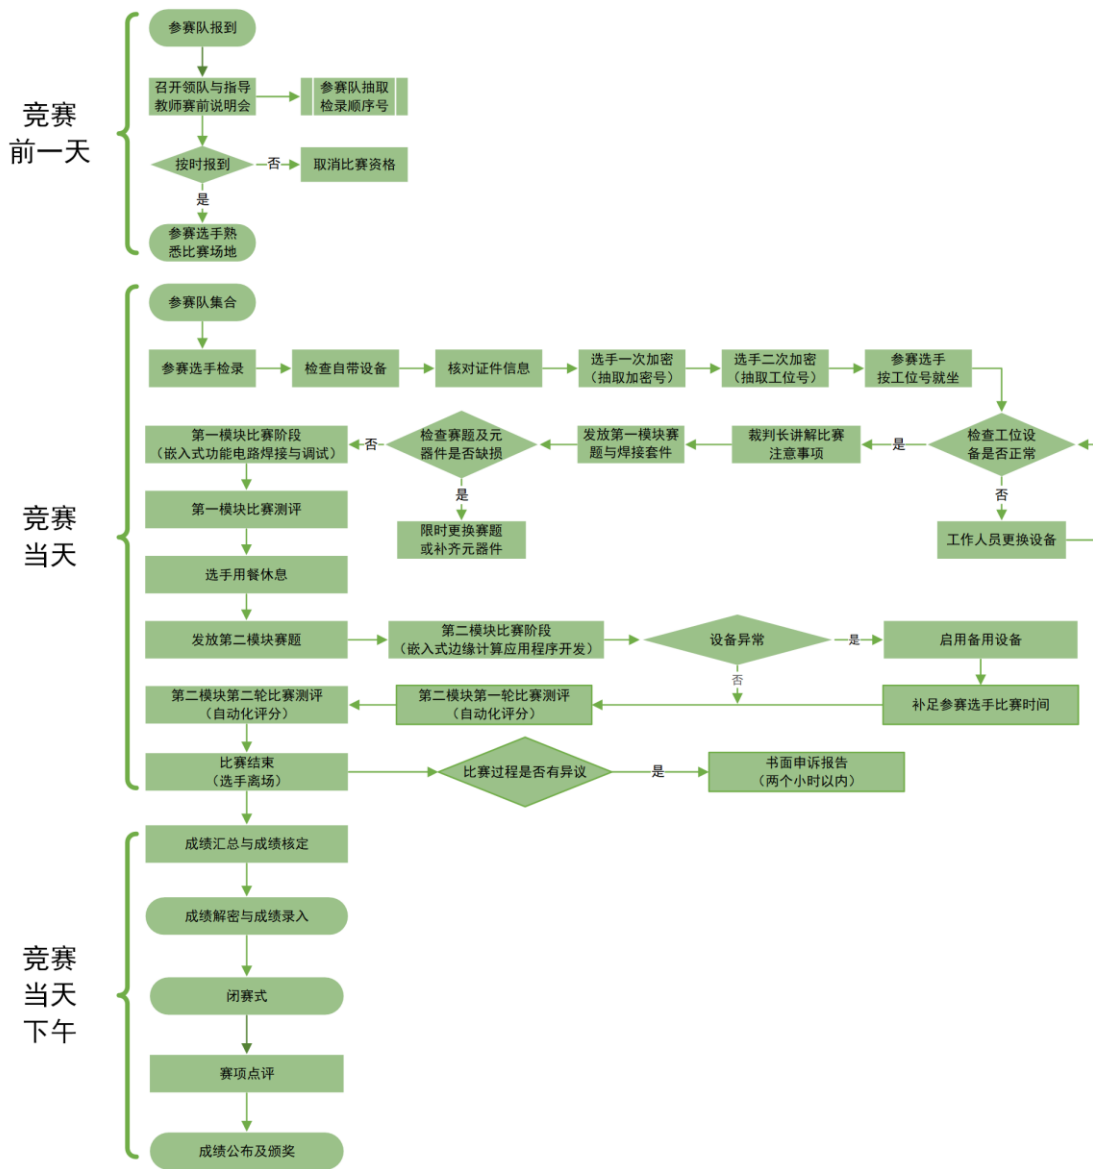 竞赛
前一天
参赛队报到
召开领队与指导
教师赛前说明会
参赛队抽取
检录顺序号
按时报到
否
取消比赛资格
是
参赛选手熟
悉比赛场地
竞赛
当天
参赛队集合
参赛选手检录
检查自带设备
核对证件信息
选手一次加密
（抽取加密号）
选手二次加密
（抽取工位号）
参赛选手
按工位号就坐
检查工位设
备是否正常
是
否
工作人员更换设备
裁判长讲解比赛
注意事项
发放第一模块赛
题与焊接套件
检查赛题及元
器件是否缺损
否
是
限时更换赛题
或补齐元器件
第一模块比赛阶段
（嵌入式功能电路焊接与调试）
第一模块比赛测评
选手用餐休息
发放第二模块赛题
第二模块比赛阶段
（嵌入式边缘计算应用程序开发）
设备异常
是
启用备用设备
否
补足参赛选手比赛时间
第二模块第一轮比赛测评
（自动化评分）
第二模块第二轮比赛测评
（自动化评分）
比赛结束
（选手离场）
比赛过程是否有异议
是
书面申诉报告
（两个小时以内）
竞赛
当天
下午
成绩汇总与成绩核定
成绩解密与成绩录入
闭赛式
赛项点评
成绩公布及颁奖